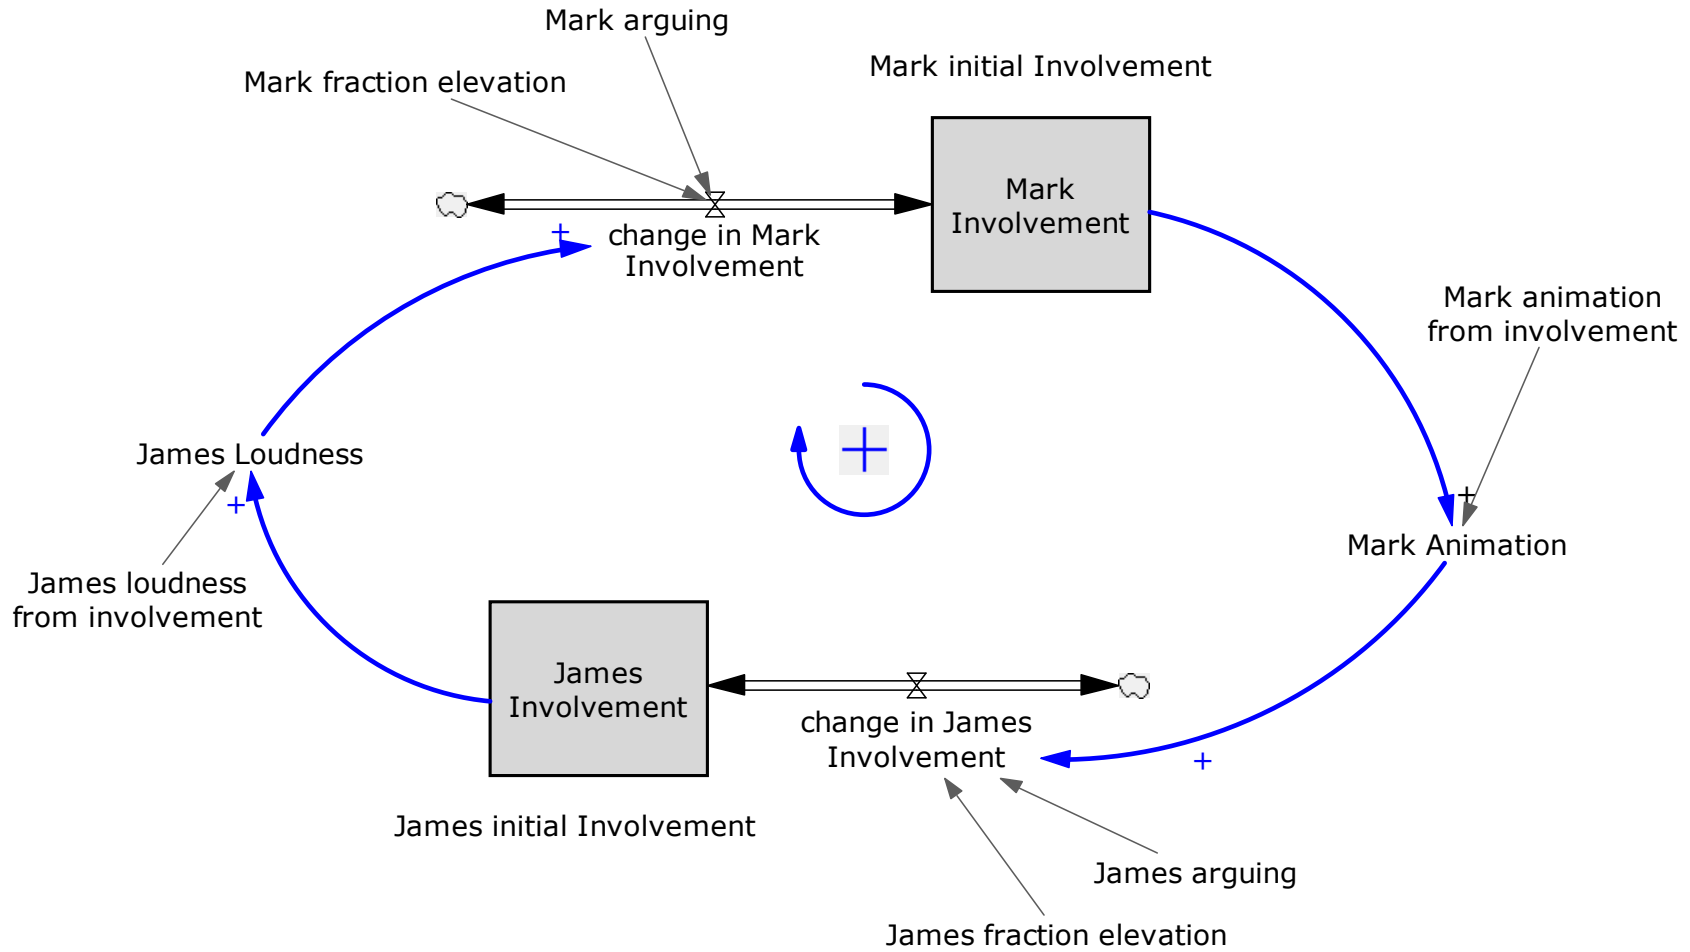 Mark arguing
Mark fraction elevation
Mark initial Involvement
Mark
Involvement
+
change in Mark
Involvement
Mark animation
from involvement
+
James Loudness
+
+
Mark Animation
James loudness
from involvement
James
Involvement
change in James
Involvement
+
James initial Involvement
James arguing
James fraction elevation